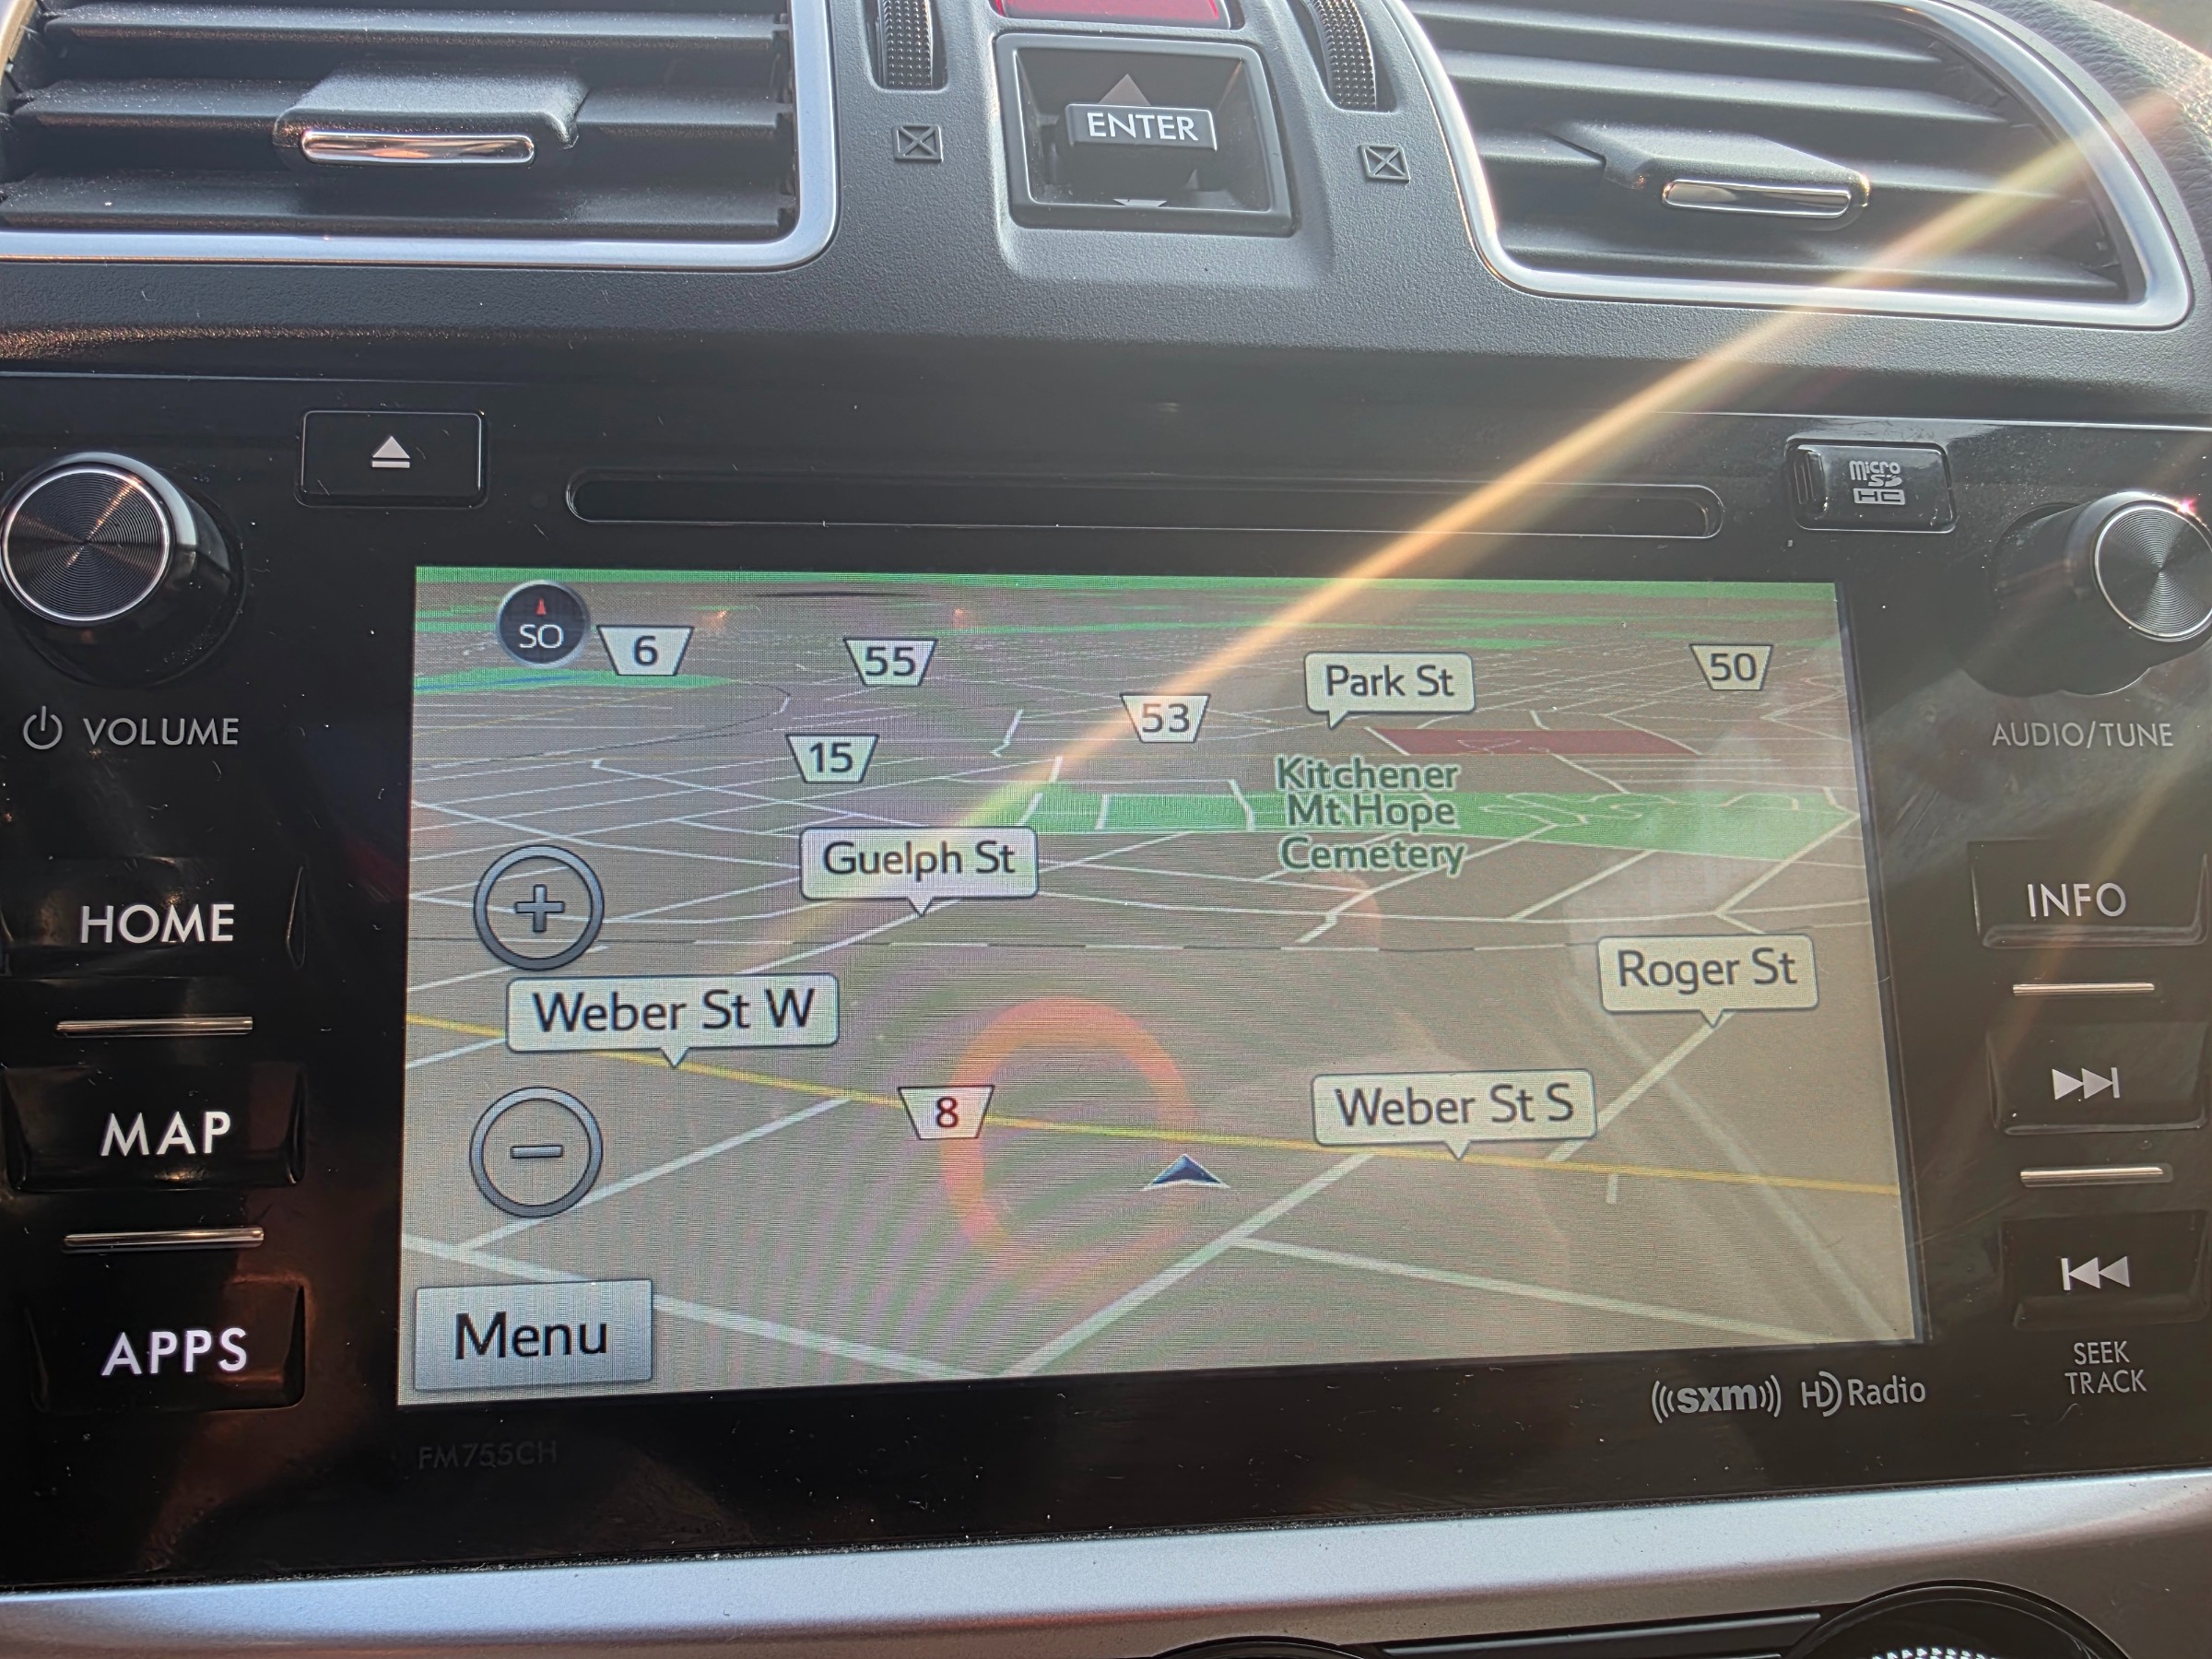 ENTER
micro
SD
HC
VOLUME
AUDIO/TUNE
HOME
MAP
APPS
INFO
SEEK
TRACK
SO
6
55
53
Park St
50
15
Kitchener
Mt Hope
Cemetery
Guelph St
Weber St W
Roger St
8
Weber St S
Menu
((sxm)) HD Radio
FM755CH